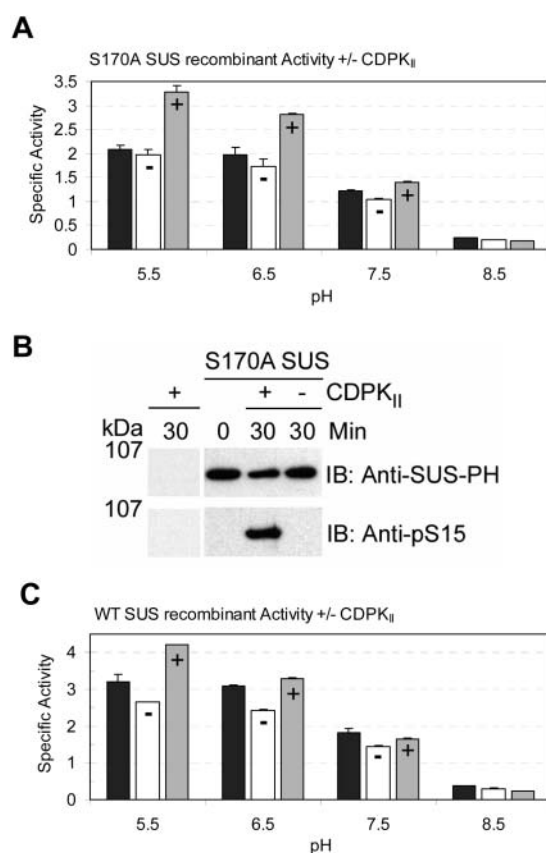 A
S170A SUS recombinant Activity +/- CDPKII
Specific Activity
3.5
3
2.5
2
1.5
1
0.5
0
+
-
+
-
+
-
5.5 6.5 7.5 8.5
pH
B
S170A SUS
+ + - CDPKII
kDa 30 0 30 30 Min
107
IB: Anti-SUS-PH
107
IB: Anti-pS15
C
WT SUS recombinant Activity +/- CDPKII
Specific Activity
4
3
2
1
0
+
-
+
-
+
-
5.5 6.5 7.5 8.5
pH